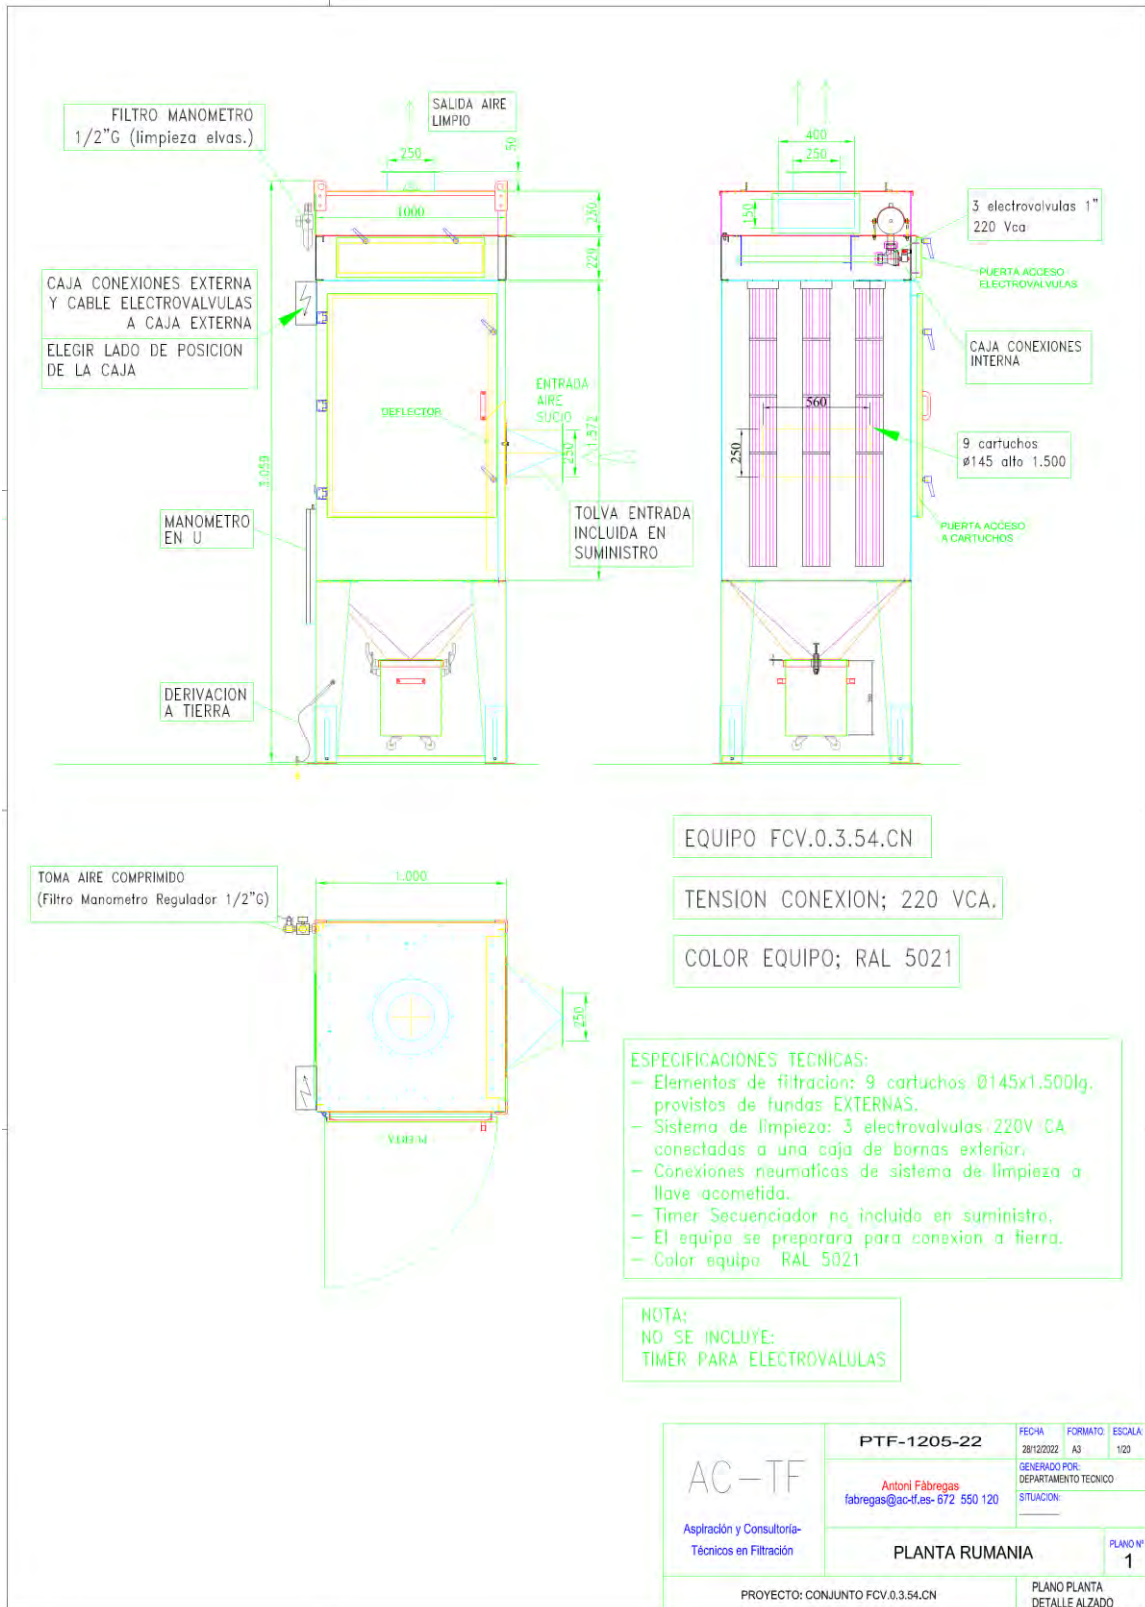 FILTRO MANOMETRO
1/2"G (limpieza elvas.)
SALIDA AIRE
LIMPIO
250
50
1000
230
220
CAJA CONEXIONES EXTERNA
Y CABLE ELECTROVALVULAS
A CAJA EXTERNA
ELEGIR LADO DE POSICION
DE LA CAJA
DEFLECTOR
ENTRADA
AIRE
SUCIO
250
1.572
3.059
MANOMETRO
EN U
TOLVA ENTRADA
INCLUIDA EN
SUMINISTRO
DERIVACION
A TIERRA
400
250
150
3 electrovalvulas 1"
220 Vca
PUERTA ACCESO
ELECTROVALVULAS
CAJA CONEXIONES
INTERNA
560
250
9 cartuchos
ø145 alto 1.500
PUERTA ACCESO
A CARTUCHOS
EQUIPO FCV.0.3.54.CN
TENSION CONEXION; 220 VCA.
COLOR EQUIPO; RAL 5021
TOMA AIRE COMPRIMIDO
(Filtro Manometro Regulador 1/2"G)
1.000
250
PUERTA
ESPECIFICACIONES TECNICAS:
– Elementos de filtracion: 9 cartuchos Ø145x1.500lg.
provistos de fundas EXTERNAS.
– Sistema de limpieza: 3 electrovalvulas 220V CA
conectadas a una caja de bornas exterior.
– Conexiones neumaticas de sistema de limpieza a
llave acometida.
– Timer Secuenciador no incluido en suministro.
– El equipo se preparara para conexion a tierra.
– Color equipo RAL 5021
NOTA:
NO SE INCLUYE:
TIMER PARA ELECTROVALULAS
AC-TF
Aspiración y Consultoría-
Técnicos en Filtración
PTF-1205-22
Antoni Fàbregas
fabregas@ac-tf.es- 672 550 120
FECHA FORMATO: ESCALA:
28/12/2022 A3 1/20
GENERADO POR:
DEPARTAMENTO TECNICO
SITUACION:
PLANTA RUMANIA
PLANO Nº
1
PROYECTO: CONJUNTO FCV.0.3.54.CN
PLANO PLANTA
DETALLE ALZADO